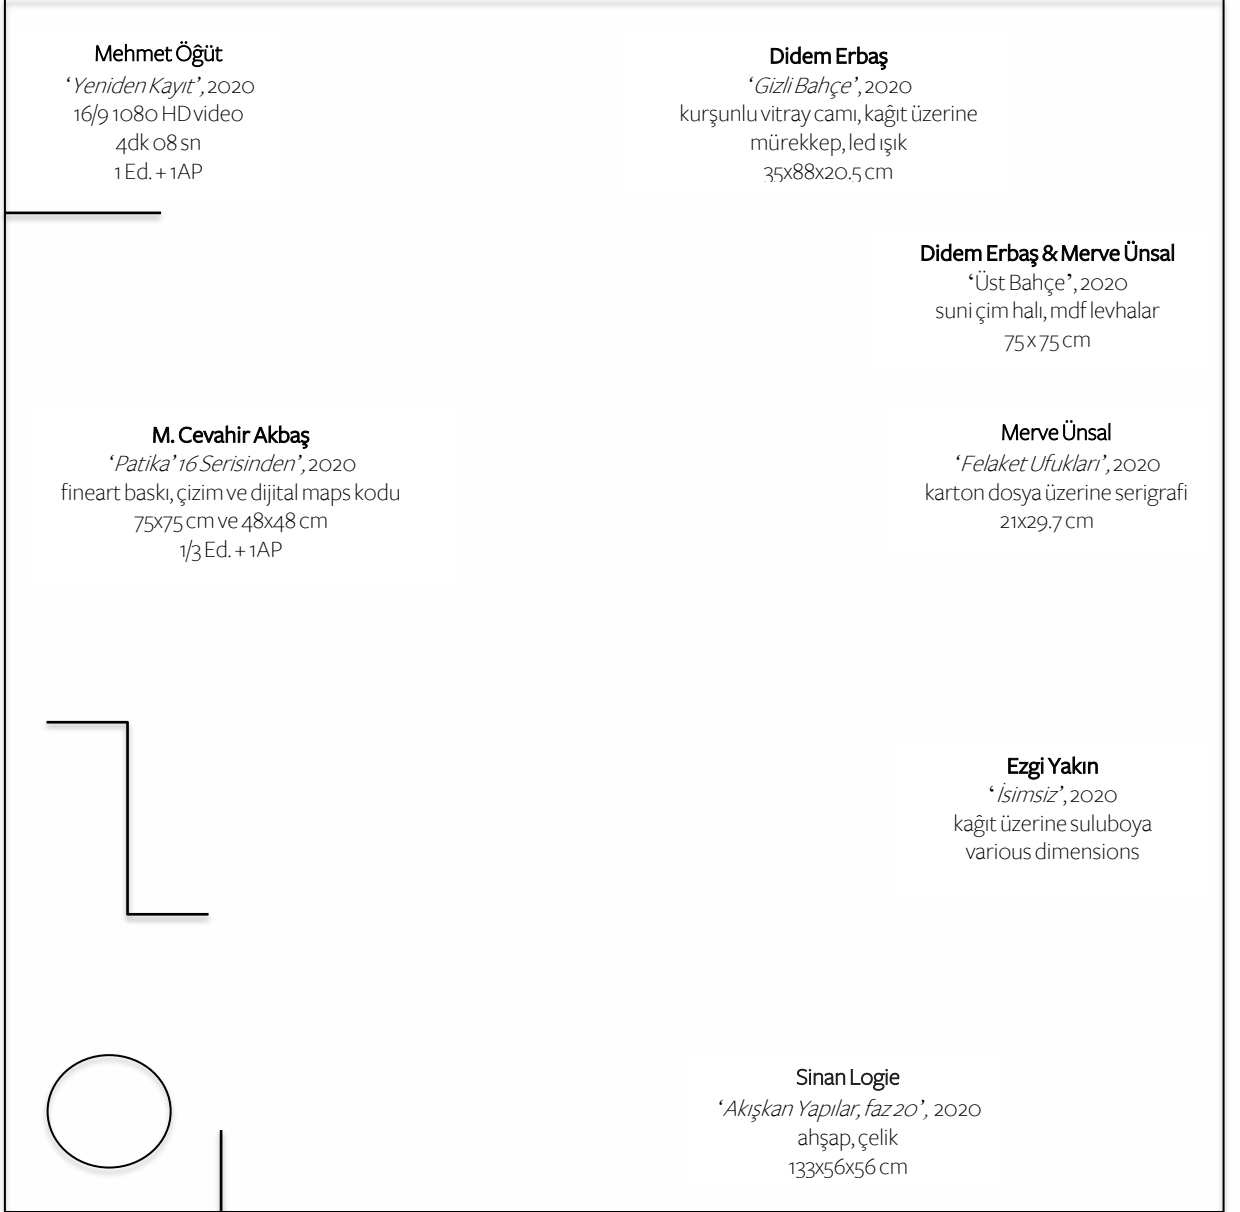 Mehmet Öğüt
‘Yeniden Kayıt’, 2020
16/9 1080 HD video
4dk 08 sn
1 Ed. + 1AP
Didem Erbaş
‘Gizli Bahçe’, 2020
kurşunlu vitray camı, kağıt üzerine
mürekkep, led ışık
35x88x20.5 cm
Didem Erbaş & Merve Ünsal
‘Üst Bahçe’, 2020
suni çim halı, mdf levhalar
75 x 75 cm
M. Cevahir Akbaş
‘Patika’ 16 Serisinden’, 2020
fineart baskı, çizim ve dijital maps kodu
75x75 cm ve 48x48 cm
1/3 Ed. + 1AP
Merve Ünsal
‘Felaket Ufukları’, 2020
karton dosya üzerine serigrafi
21x29.7 cm
Ezgi Yakın
‘İsimsiz’, 2020
kağıt üzerine suluboya
various dimensions
Sinan Logie
‘Akışkan Yapılar, faz 20’, 2020
ahşap, çelik
133x56x56 cm